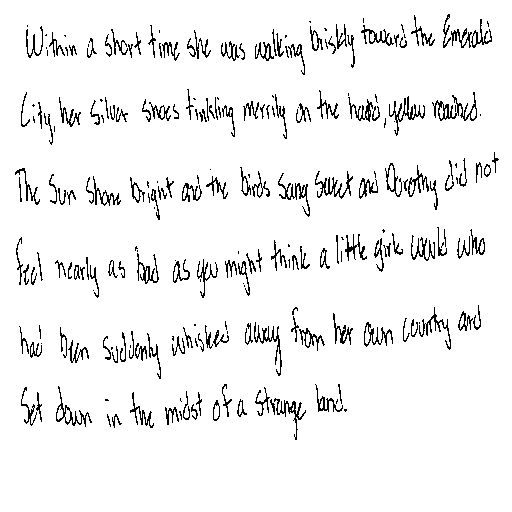 Within a short time she was walking briskly toward the Emerald
City, her Silver Shoes tinkling merrily on the hard, yellow roadbed.
The Sun Shone bright and the birds Sang Sweet and Dorothy did not
feel nearly as bad as you might think a little girl would who
had been suddenly whisked away from her own country and
Set down in the midst of a strange land.